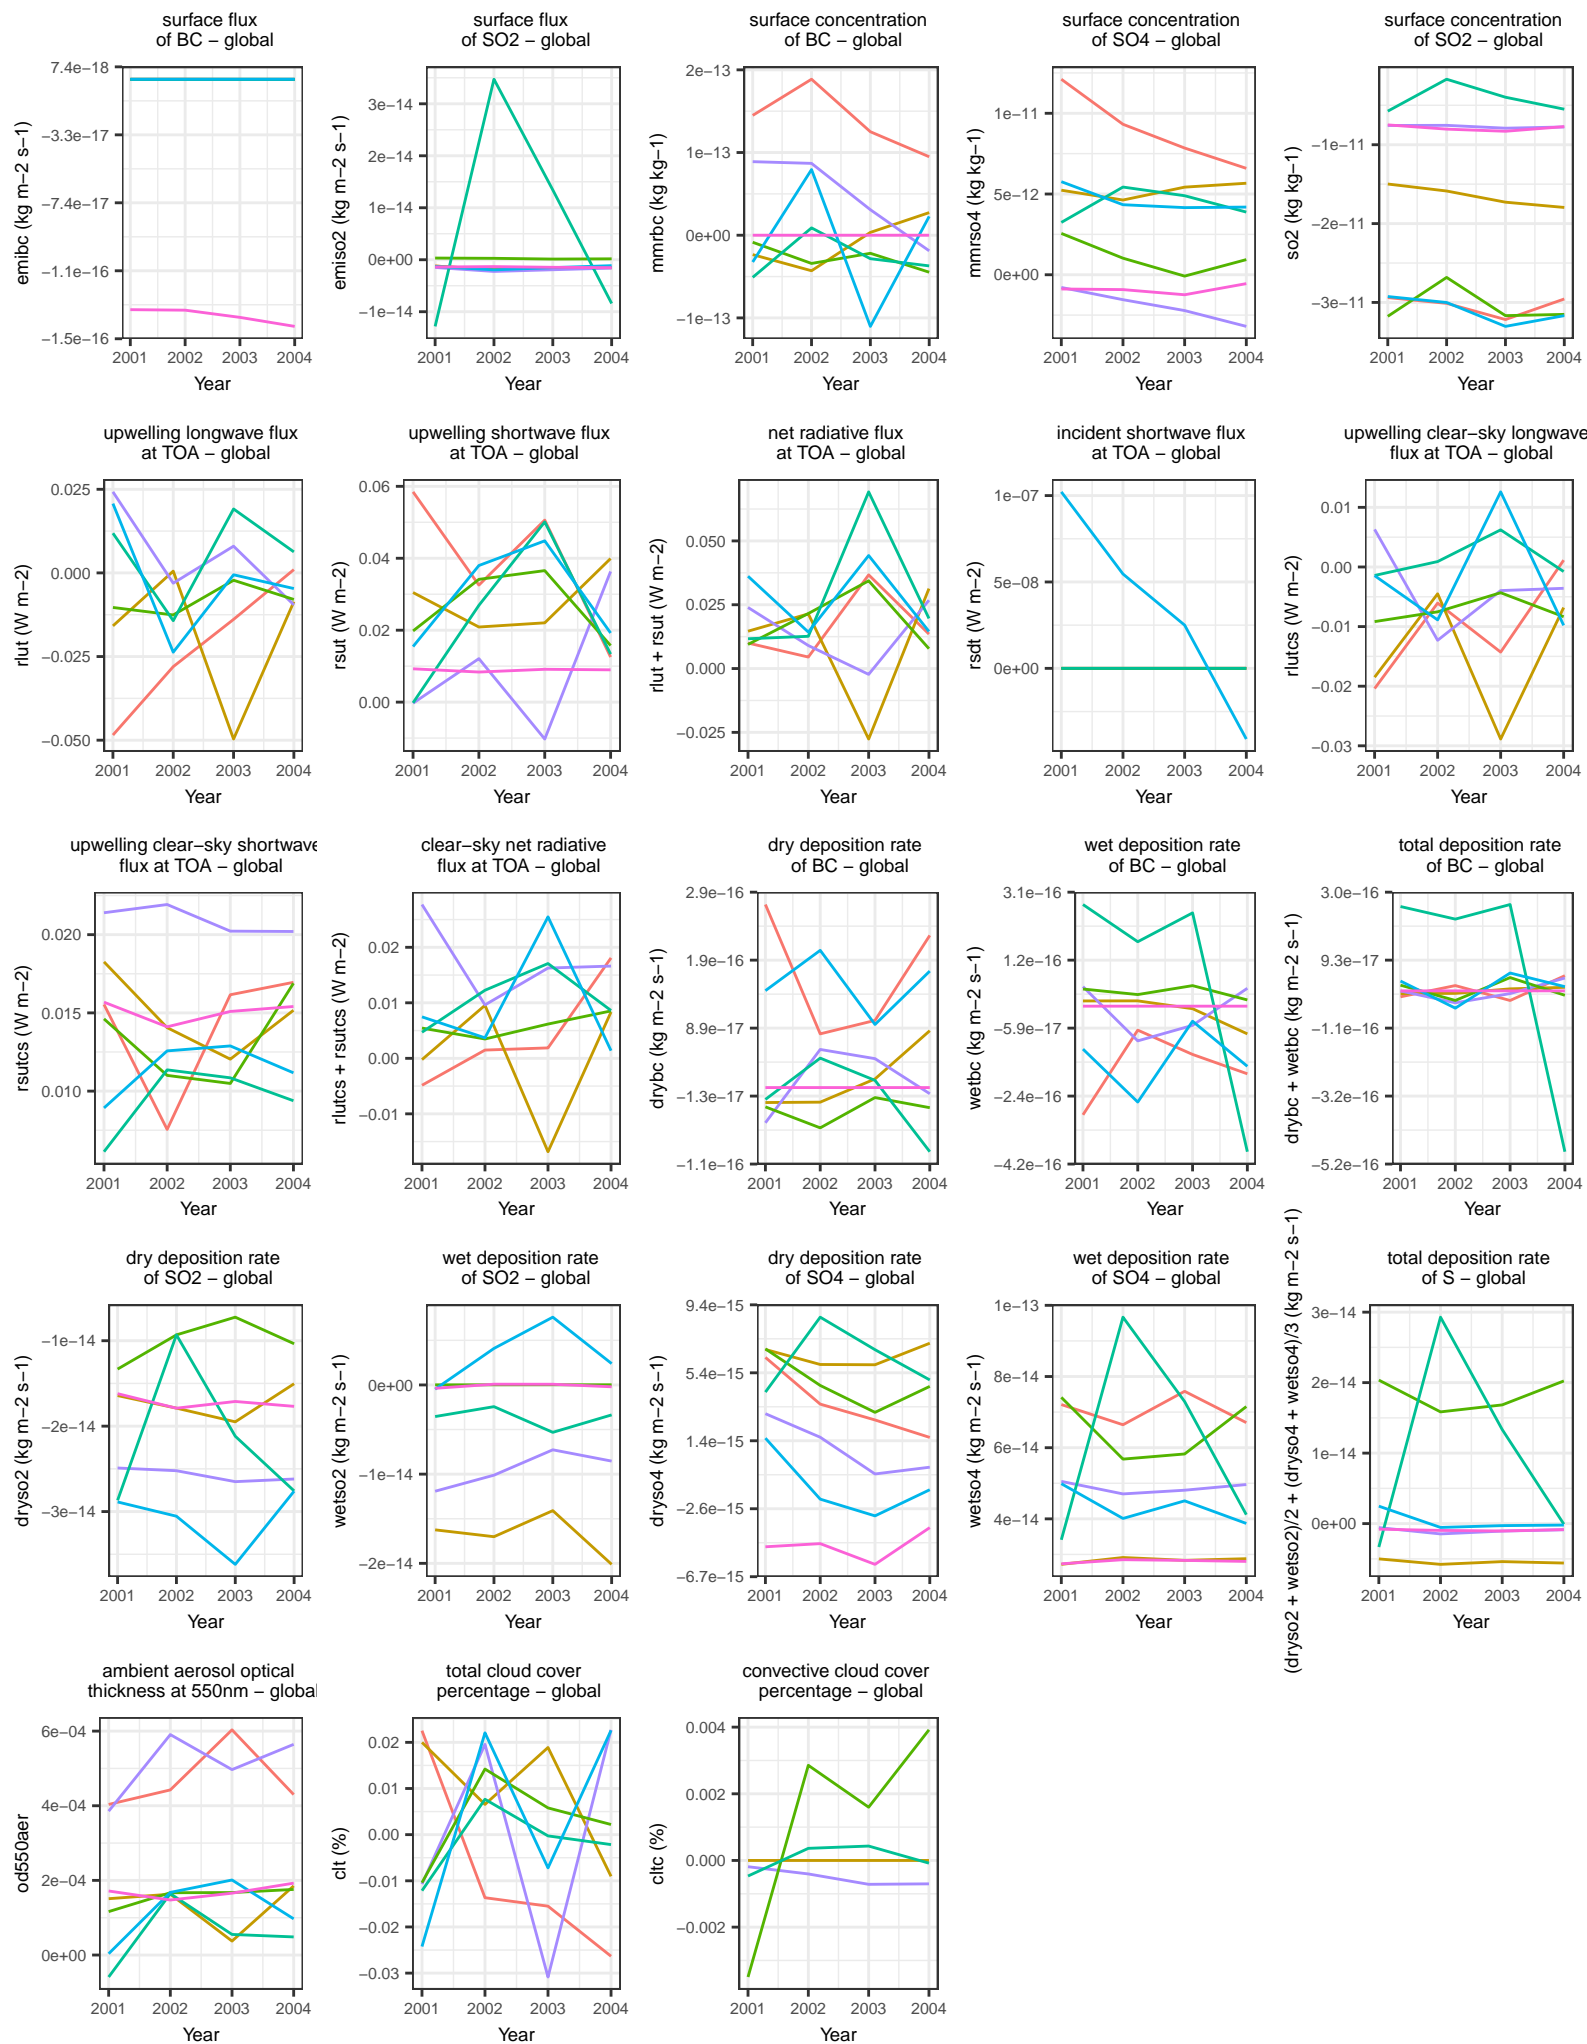 surface flux
of BC − global
surface flux
of SO2 − global
surface concentration
of BC − global
surface concentration
of SO4 − global
surface concentration
of SO2 − global
emibc (kg m−2 s−1)
7.4e−18
−3.3e−17
−7.4e−17
−1.1e−16
−1.5e−16
2001 2002 2003 2004
Year
emiso2 (kg m−2 s−1)
3e−14
2e−14
1e−14
0e+00
−1e−14
2001 2002 2003 2004
Year
mmrbc (kg kg−1)
2e−13
1e−13
0e+00
−1e−13
2001 2002 2003 2004
Year
mmrso4 (kg kg−1)
1e−11
5e−12
0e+00
2001 2002 2003 2004
Year
so2 (kg kg−1)
−1e−11
−2e−11
−3e−11
2001 2002 2003 2004
Year
upwelling longwave flux
at TOA − global
upwelling shortwave flux
at TOA − global
net radiative flux
at TOA − global
incident shortwave flux
at TOA − global
upwelling clear−sky longwave
flux at TOA − global
rlut (W m−2)
0.025
0.000
−0.025
−0.050
2001 2002 2003 2004
Year
rsut (W m−2)
0.06
0.04
0.02
0.00
2001 2002 2003 2004
Year
rlut + rsut (W m−2)
0.050
0.025
0.000
−0.025
2001 2002 2003 2004
Year
rsdt (W m−2)
1e−07
5e−08
0e+00
2001 2002 2003 2004
Year
rlutcs (W m−2)
0.01
0.00
−0.01
−0.02
−0.03
2001 2002 2003 2004
Year
upwelling clear−sky shortwave
flux at TOA − global
clear−sky net radiative
flux at TOA − global
dry deposition rate
of BC − global
wet deposition rate
of BC − global
total deposition rate
of BC − global
rsutcs (W m−2)
0.020
0.015
0.010
2001 2002 2003 2004
Year
rlutcs + rsutcs (W m−2)
0.02
0.01
0.00
−0.01
2001 2002 2003 2004
Year
drybc (kg m−2 s−1)
2.9e−16
1.9e−16
8.9e−17
−1.3e−17
−1.1e−16
2001 2002 2003 2004
Year
wetbc (kg m−2 s−1)
3.1e−16
1.2e−16
−5.9e−17
−2.4e−16
−4.2e−16
2001 2002 2003 2004
Year
drybc + wetbc (kg m−2 s−1)
3.0e−16
9.3e−17
−1.1e−16
−3.2e−16
−5.2e−16
2001 2002 2003 2004
Year
dry deposition rate
of SO2 − global
wet deposition rate
of SO2 − global
dry deposition rate
of SO4 − global
wet deposition rate
of SO4 − global
total deposition rate
of S − global
dryso2 (kg m−2 s−1)
−1e−14
−2e−14
−3e−14
2001 2002 2003 2004
Year
wetso2 (kg m−2 s−1)
0e+00
−1e−14
−2e−14
2001 2002 2003 2004
Year
dryso4 (kg m−2 s−1)
9.4e−15
5.4e−15
1.4e−15
−2.6e−15
−6.7e−15
2001 2002 2003 2004
Year
wetso4 (kg m−2 s−1)
1e−13
8e−14
6e−14
4e−14
2001 2002 2003 2004
Year
(dryso2 + wetso2)/2 + (dryso4 + wetso4)/3 (kg m−2 s−1)
3e−14
2e−14
1e−14
0e+00
2001 2002 2003 2004
Year
ambient aerosol optical
thickness at 550nm − global
total cloud cover
percentage − global
convective cloud cover
percentage − global
od550aer
6e−04
4e−04
2e−04
0e+00
2001 2002 2003 2004
Year
clt (%)
0.02
0.01
0.00
−0.01
−0.02
−0.03
2001 2002 2003 2004
Year
cltc (%)
0.004
0.002
0.000
−0.002
2001 2002 2003 2004
Year